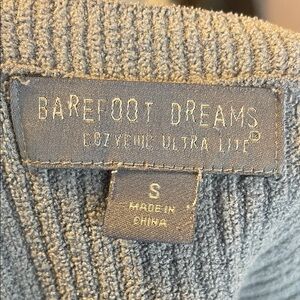 BAREFOOT DREAMS
COZYCHIC ULTRA LITE®
S
MADE IN
CHINA